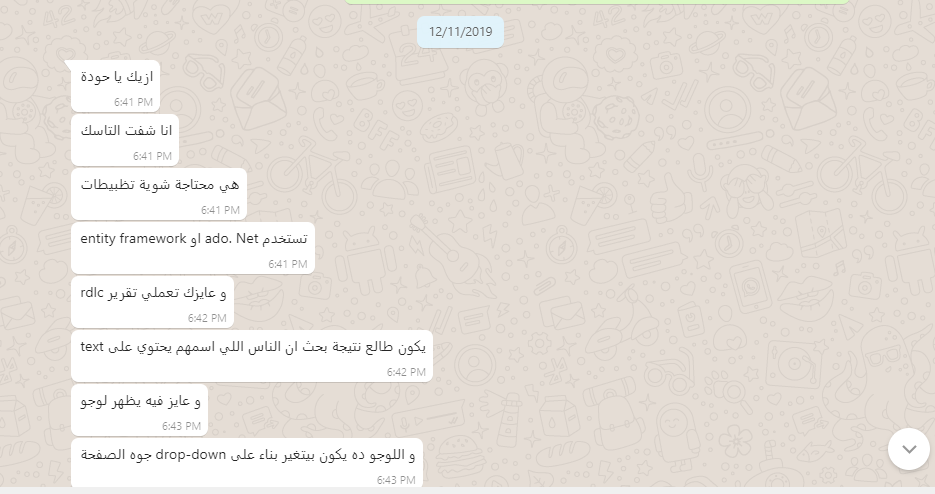 12/11/2019
ازيك يا حودة
6:41 PM
انا شفت التاسك
6:41 PM
هي محتاجة شوية تظبيطات
6:41 PM
تستخدم ado. Net او entity framework
6:41 PM
و عايزك تعملي تقرير rdlc
6:42 PM
يكون طالع نتيجة بحث ان الناس اللي اسمهم يحتوي على text
6:42 PM
و عايز فيه يظهر لوجو
6:43 PM
و اللوجو ده يكون بيتغير بناء على drop-down جوه الصفحة
6:43 PM